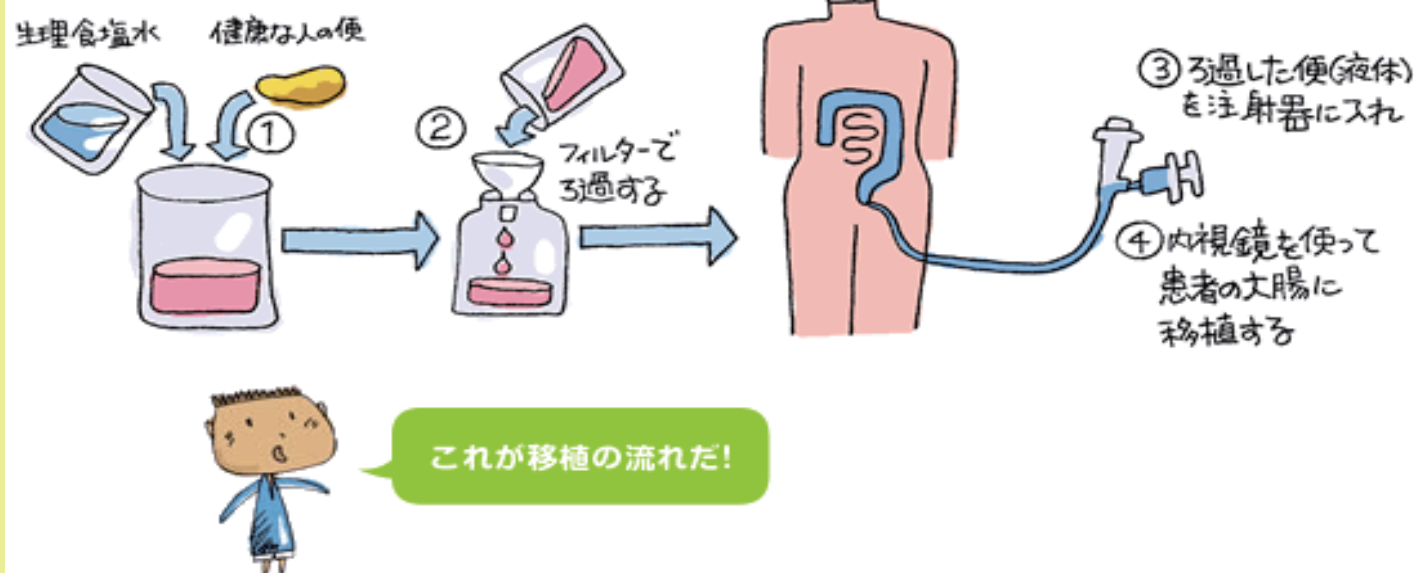 生理食塩水
健康な人の便
①
②
フィルターで
ろ過する
③ろ過した便(液体)
を注射器に入れ
④内視鏡を使って
患者の大腸に
移植する
これが移植の流れだ!